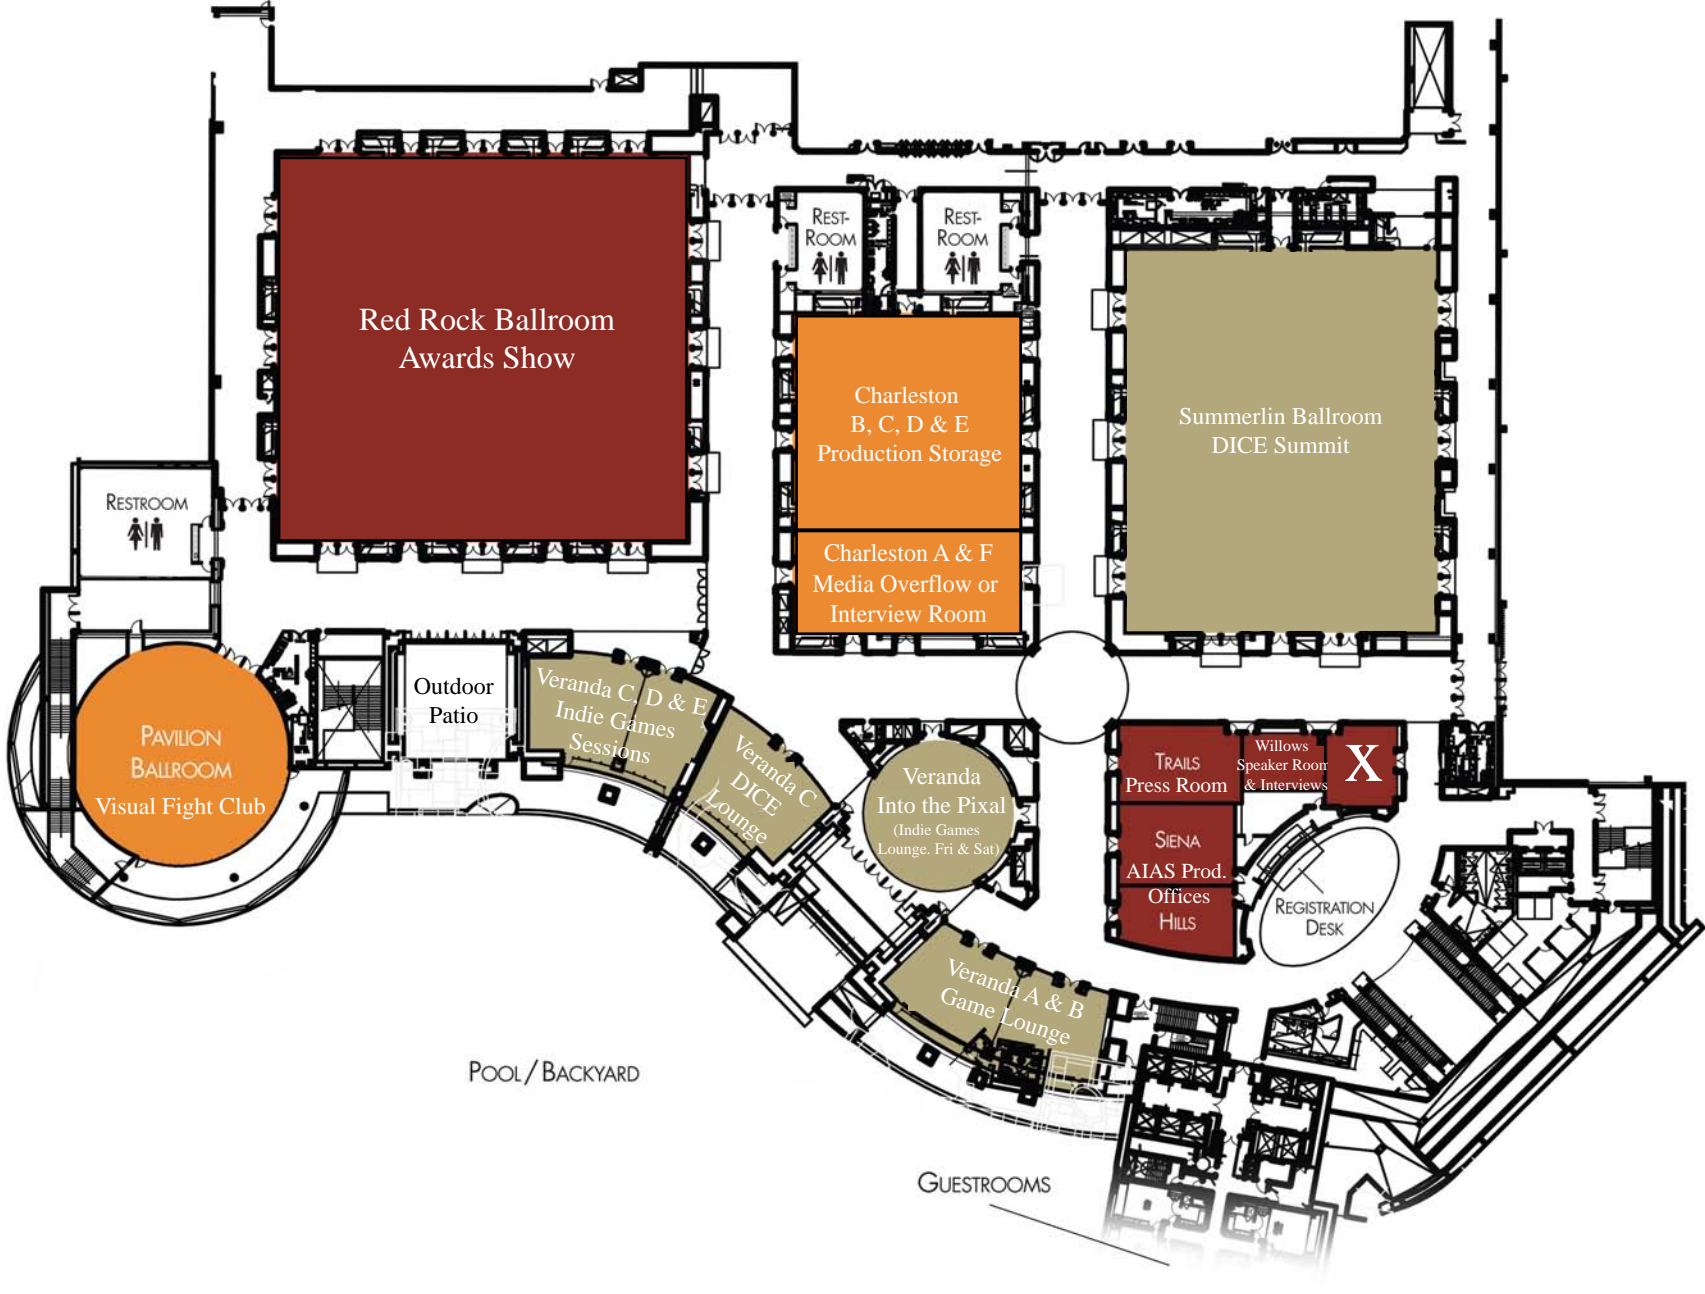 REST-
ROOM
REST-
ROOM
Red Rock Ballroom
Awards Show
Charleston
B, C, D & E
Production Storage
Summerlin Ballroom
DICE Summit
RESTROOM
Charleston A & F
Media Overflow or
Interview Room
Outdoor
Patio
Veranda C, D & E
Indie Games
Sessions
PAVILION
BALLROOM
Visual Fight Club
Veranda C
DICE
Lounge
Veranda
Into the Pixal
(Indie Games
Lounge. Fri & Sat)
TRAILS
Press Room
Willows
Speaker Room
& Interviews
X
SIENA
AIAS Prod.
Offices
HILLS
REGISTRATION
DESK
Veranda A & B
Game Lounge
POOL/BACKYARD
GUESTROOMS